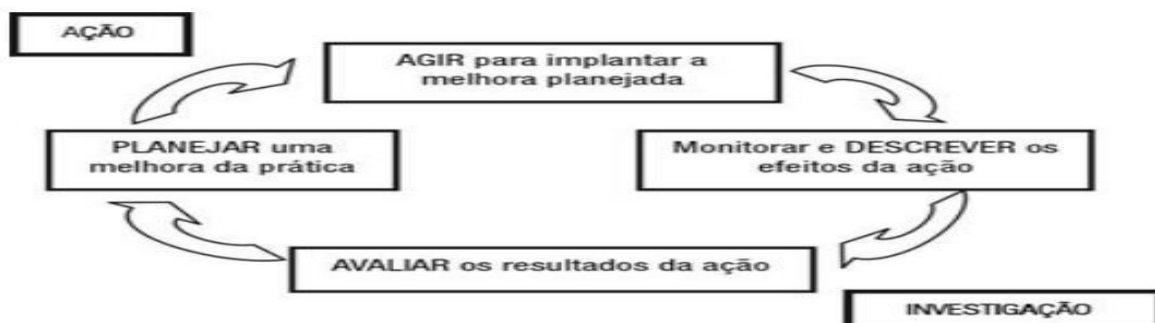 AÇÃO
AGIR para implantar a
melhora planejada
PLANEJAR uma
melhora da prática
Monitorar e DESCREVER os
efeitos da ação
AVALIAR os resultados da ação
INVESTIGAÇÃO